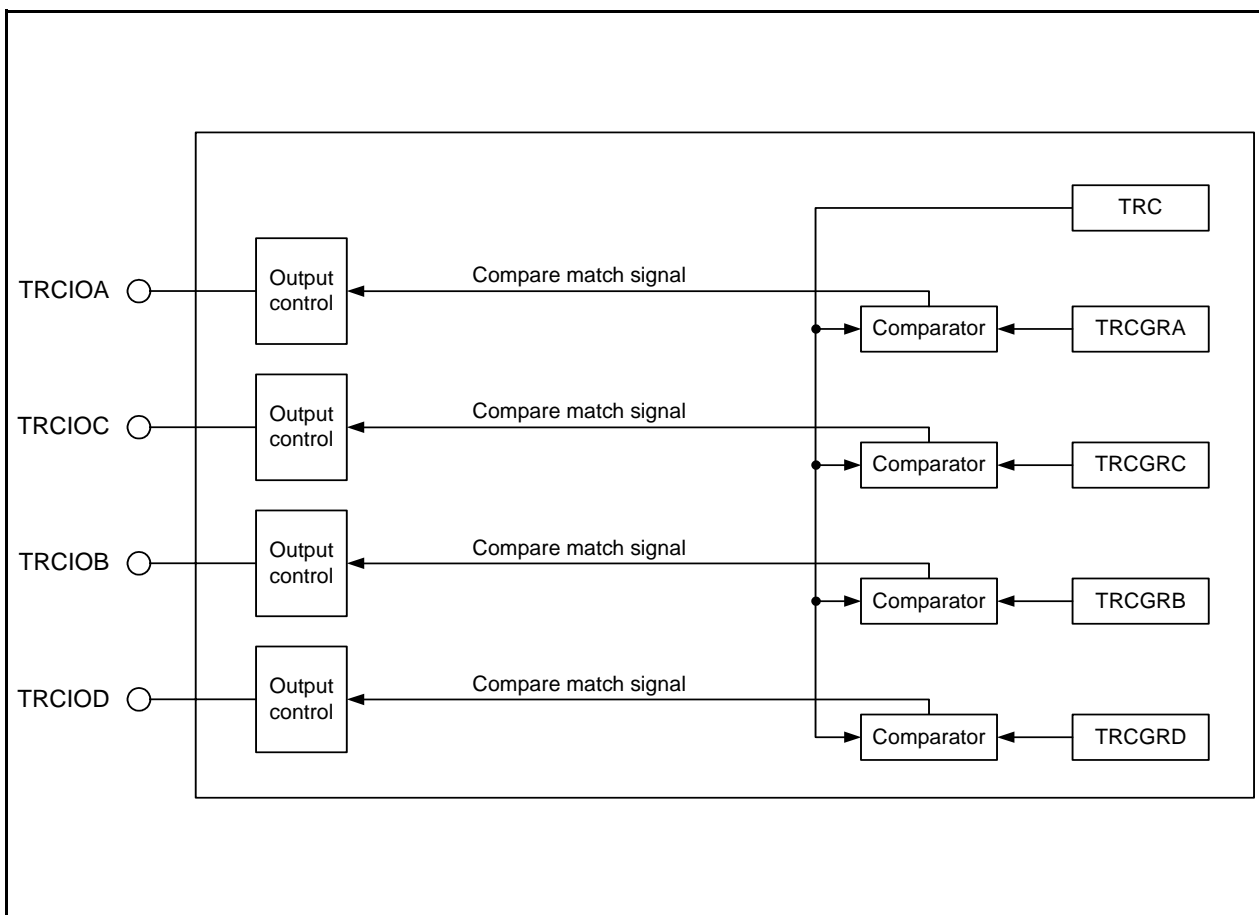 TRC
TRCIOA
Output
control
Compare match signal
Comparator
TRCGRA
TRCIOC
Output
control
Compare match signal
Comparator
TRCGRC
TRCIOB
Output
control
Compare match signal
Comparator
TRCGRB
TRCIOD
Output
control
Compare match signal
Comparator
TRCGRD